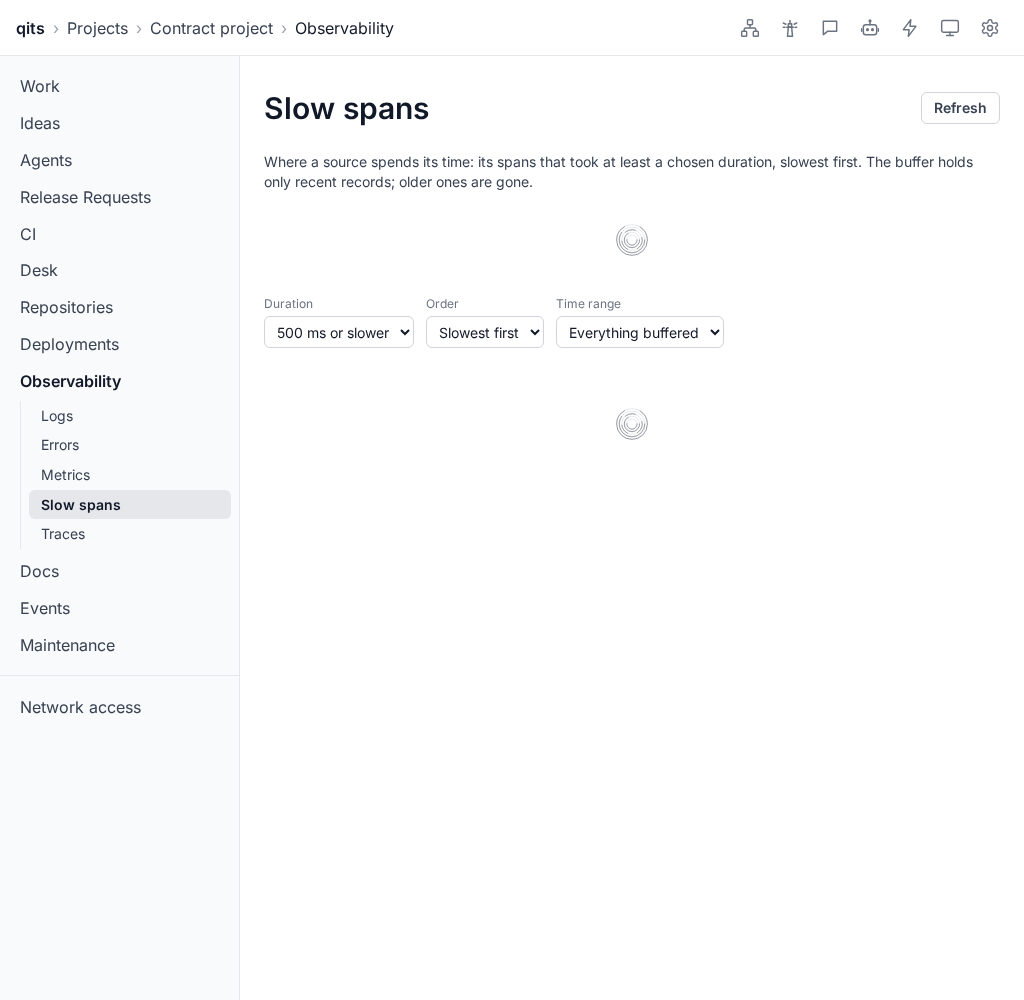 qits › Projects › Contract project › Observability
Work
Ideas
Agents
Release Requests
CI
Desk
Repositories
Deployments
Observability
Logs
Errors
Metrics
Slow spans
Traces
Docs
Events
Maintenance
Network access
Slow spans
Refresh
Where a source spends its time: its spans that took at least a chosen duration, slowest first. The buffer holds
only recent records; older ones are gone.
Duration Order Time range
500 ms or slower Slowest first Everything buffered